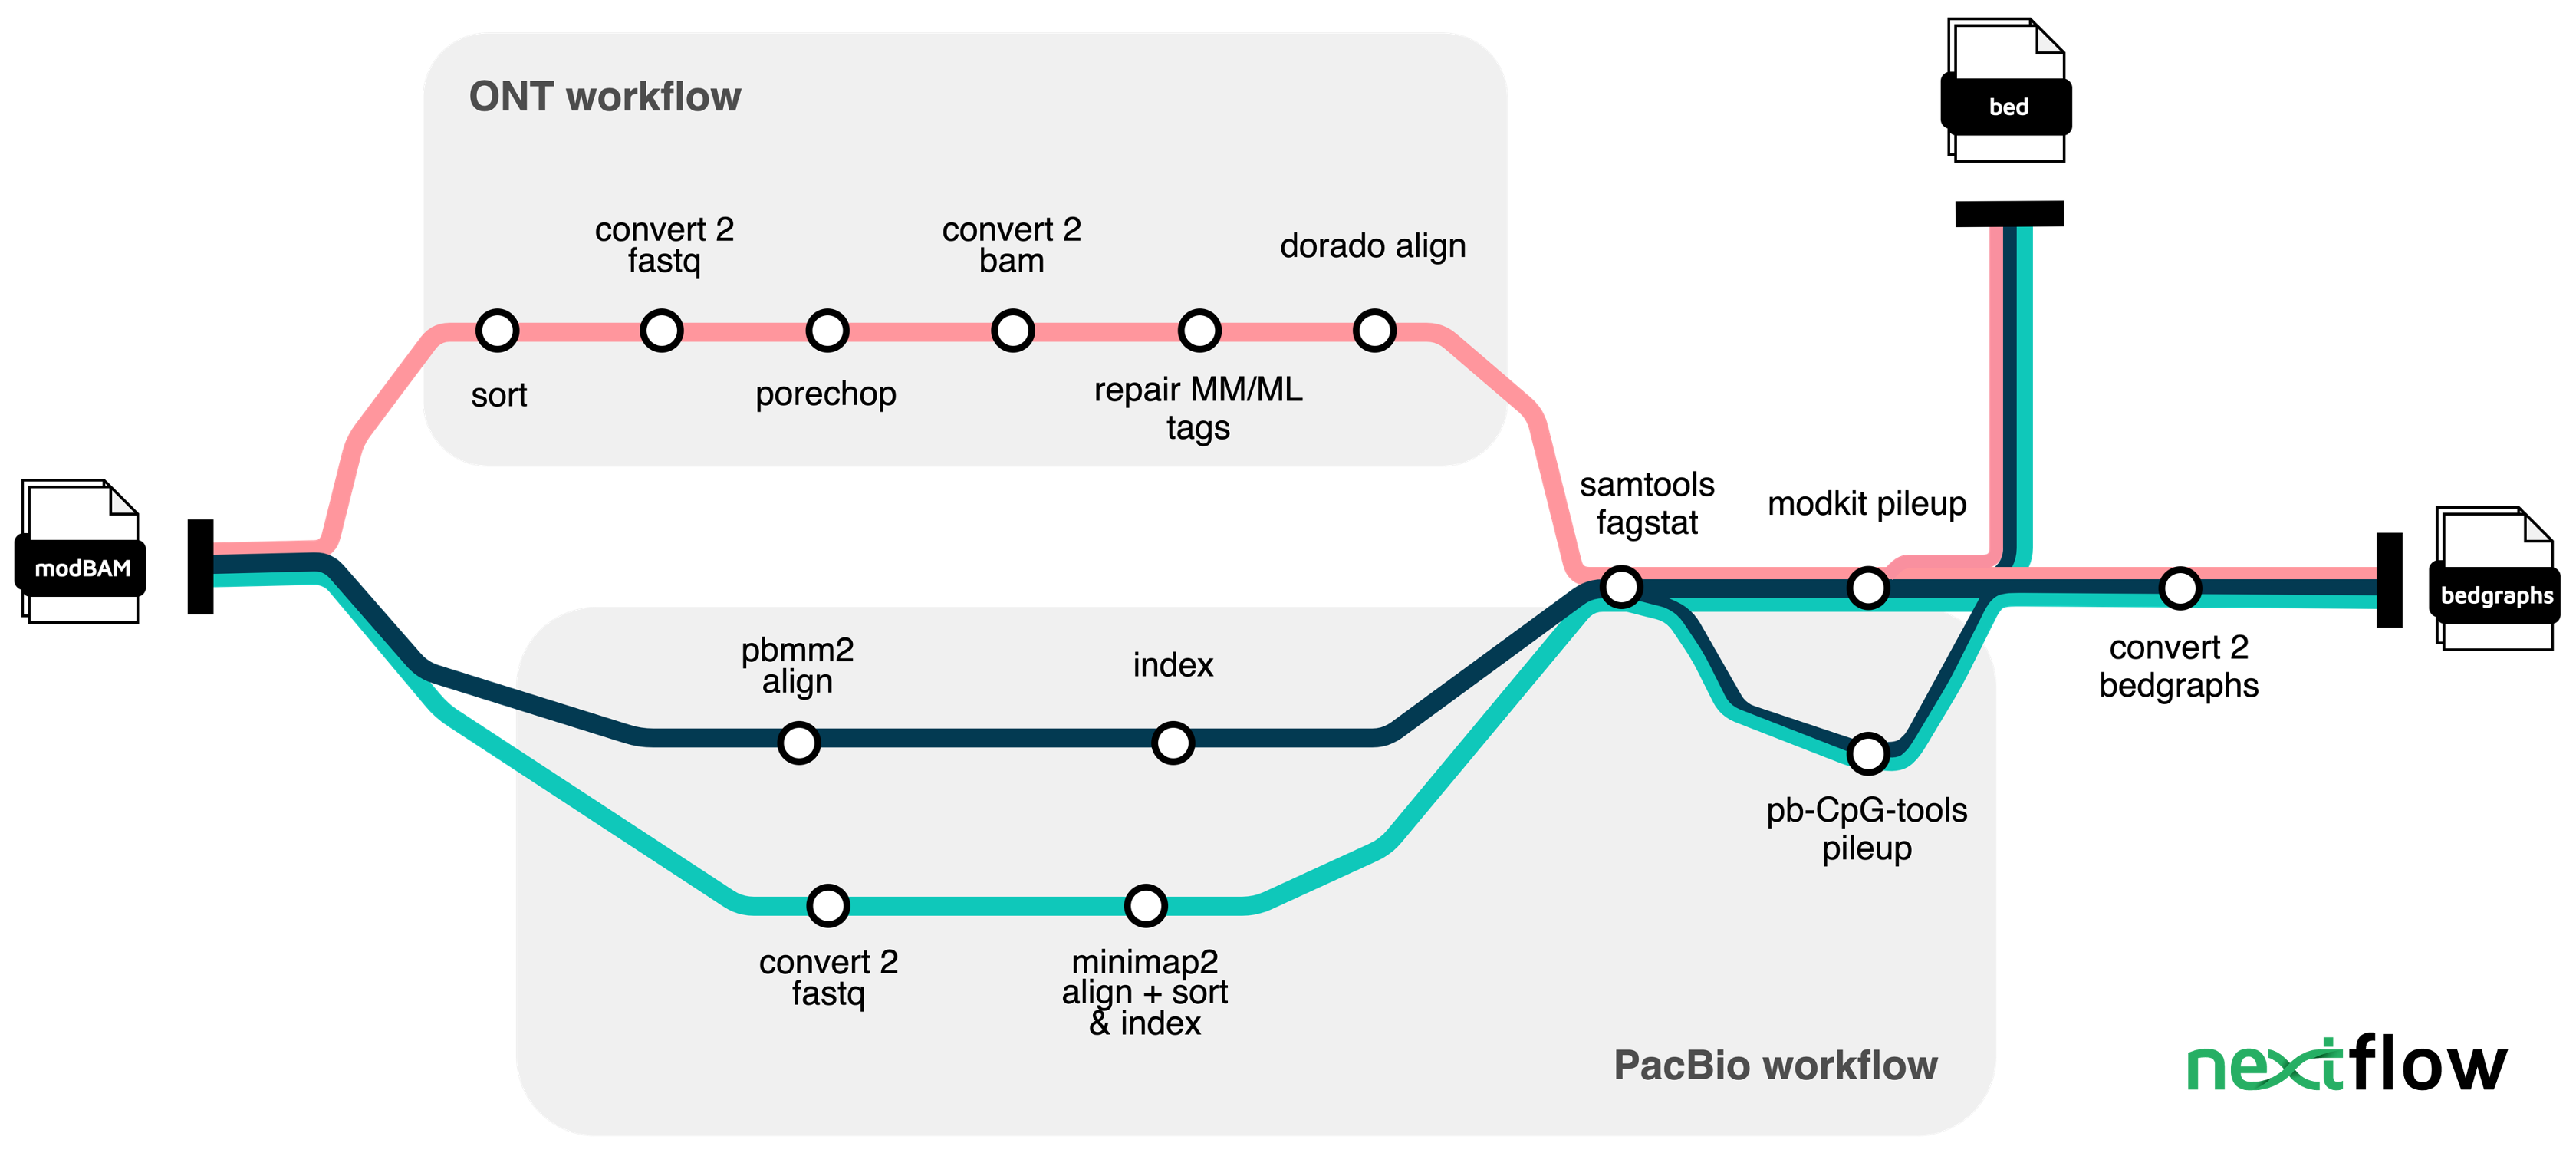 bed
ONT workflow
convert 2
fastq
convert 2
bam
dorado align
sort
porechop
repair MM/ML
tags
modBAM
samtools
fagstat
modkit pileup
bedgraphs
pbmm2
align
index
convert 2
bedgraphs
pb-CpG-tools
pileup
convert 2
fastq
minimap2
align + sort
& index
PacBio workflow
nextflow